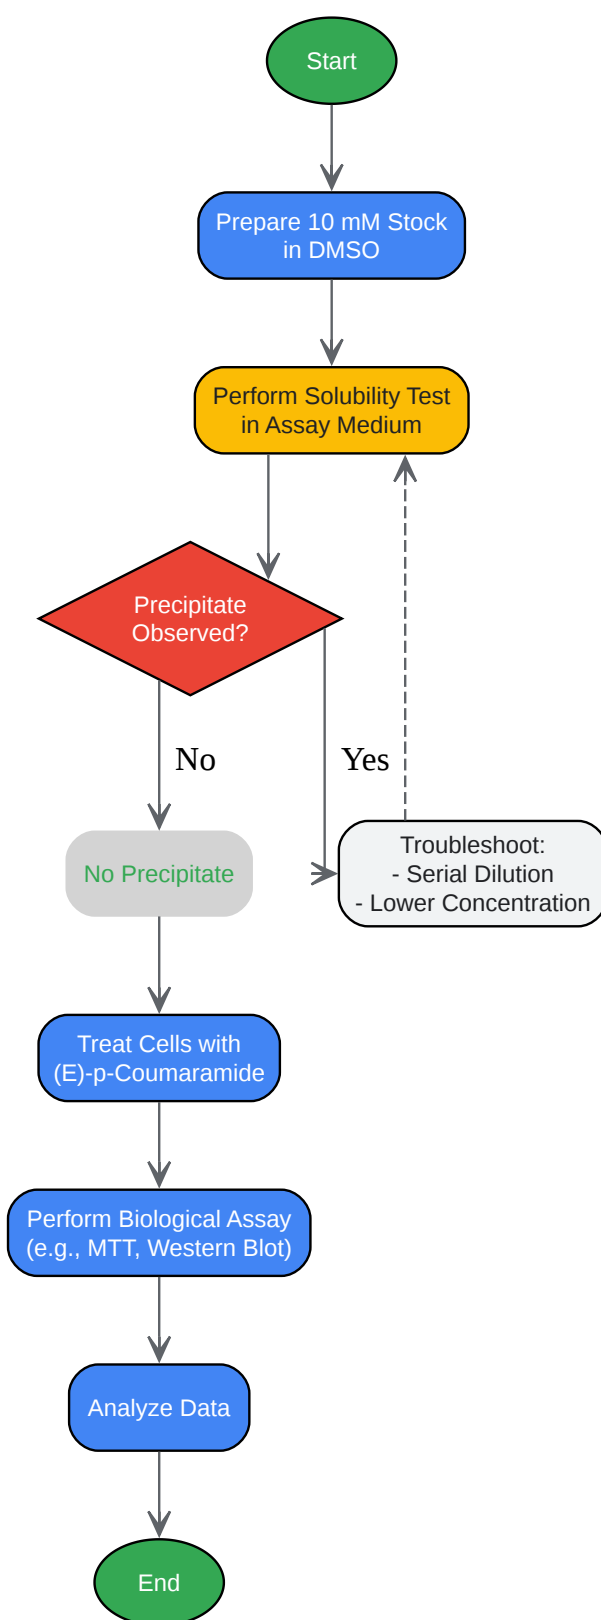 Start
Prepare 10 mM Stock
in DMSO
Perform Solubility Test
in Assay Medium
Precipitate
Observed?
No
Yes
No Precipitate
Troubleshoot:
- Serial Dilution
- Lower Concentration
Treat Cells with
(E)-p-Coumaramide
Perform Biological Assay
(e.g., MTT, Western Blot)
Analyze Data
End